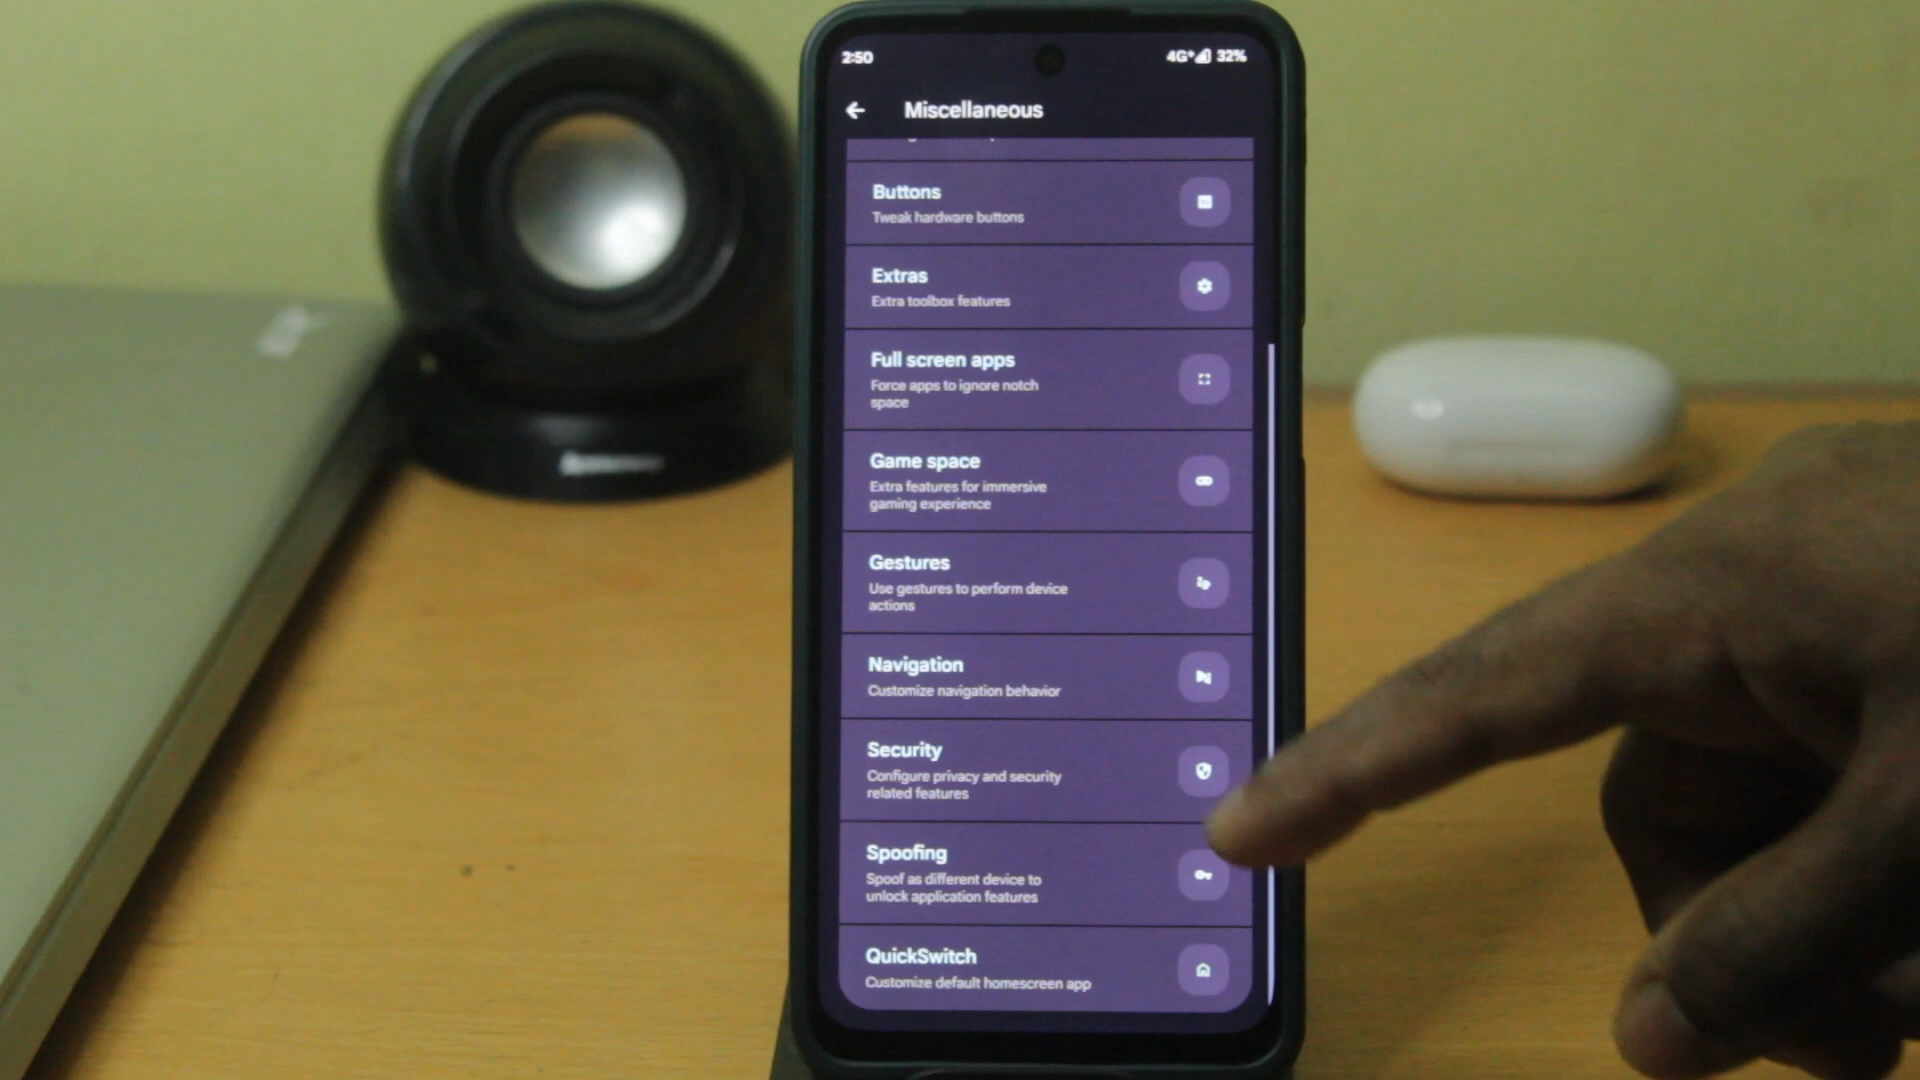 2:50
4G+ 32%
Miscellaneous
Buttons
Tweak hardware buttons
Extras
Extra toolbox features
Full screen apps
Force apps to ignore notch
space
Game space
Extra features for immersive
gaming experience
Gestures
Use gestures to perform device
actions
Navigation
Customize navigation behavior
Security
Configure privacy and security
related features
Spoofing
Spoof as different device to
unlock application features
QuickSwitch
Customize default homescreen app